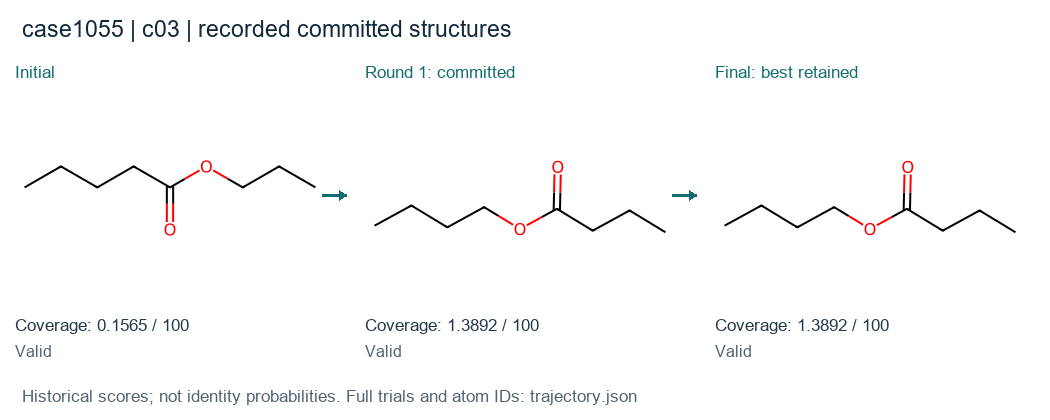 case1055 | c03 | recorded committed structures
Initial
Round 1: committed
Final: best retained
O
O
O
O
O
O
Coverage: 0.1565 / 100
Coverage: 1.3892 / 100
Coverage: 1.3892 / 100
Valid
Valid
Valid
Historical scores; not identity probabilities. Full trials and atom IDs: trajectory.json